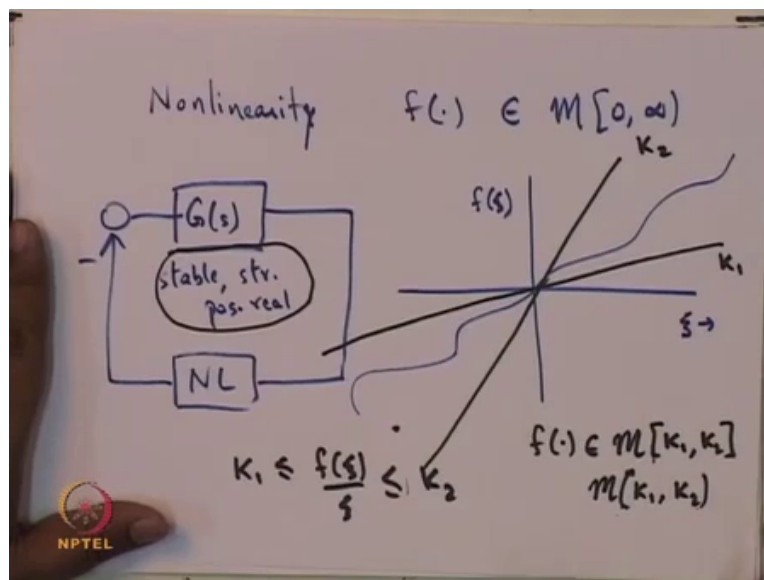 Nonlinearity f(·) ∈ M[0, ∞)
K₂
f(ξ)
G(s)
K₁
-
stable, str.
pos. real
ξ →
NL
K₁ ≤ f(ξ)/ξ ≤ K₂
f(·) ∈ M[K₁, K₂]
M(K₁, K₂)
NPTEL